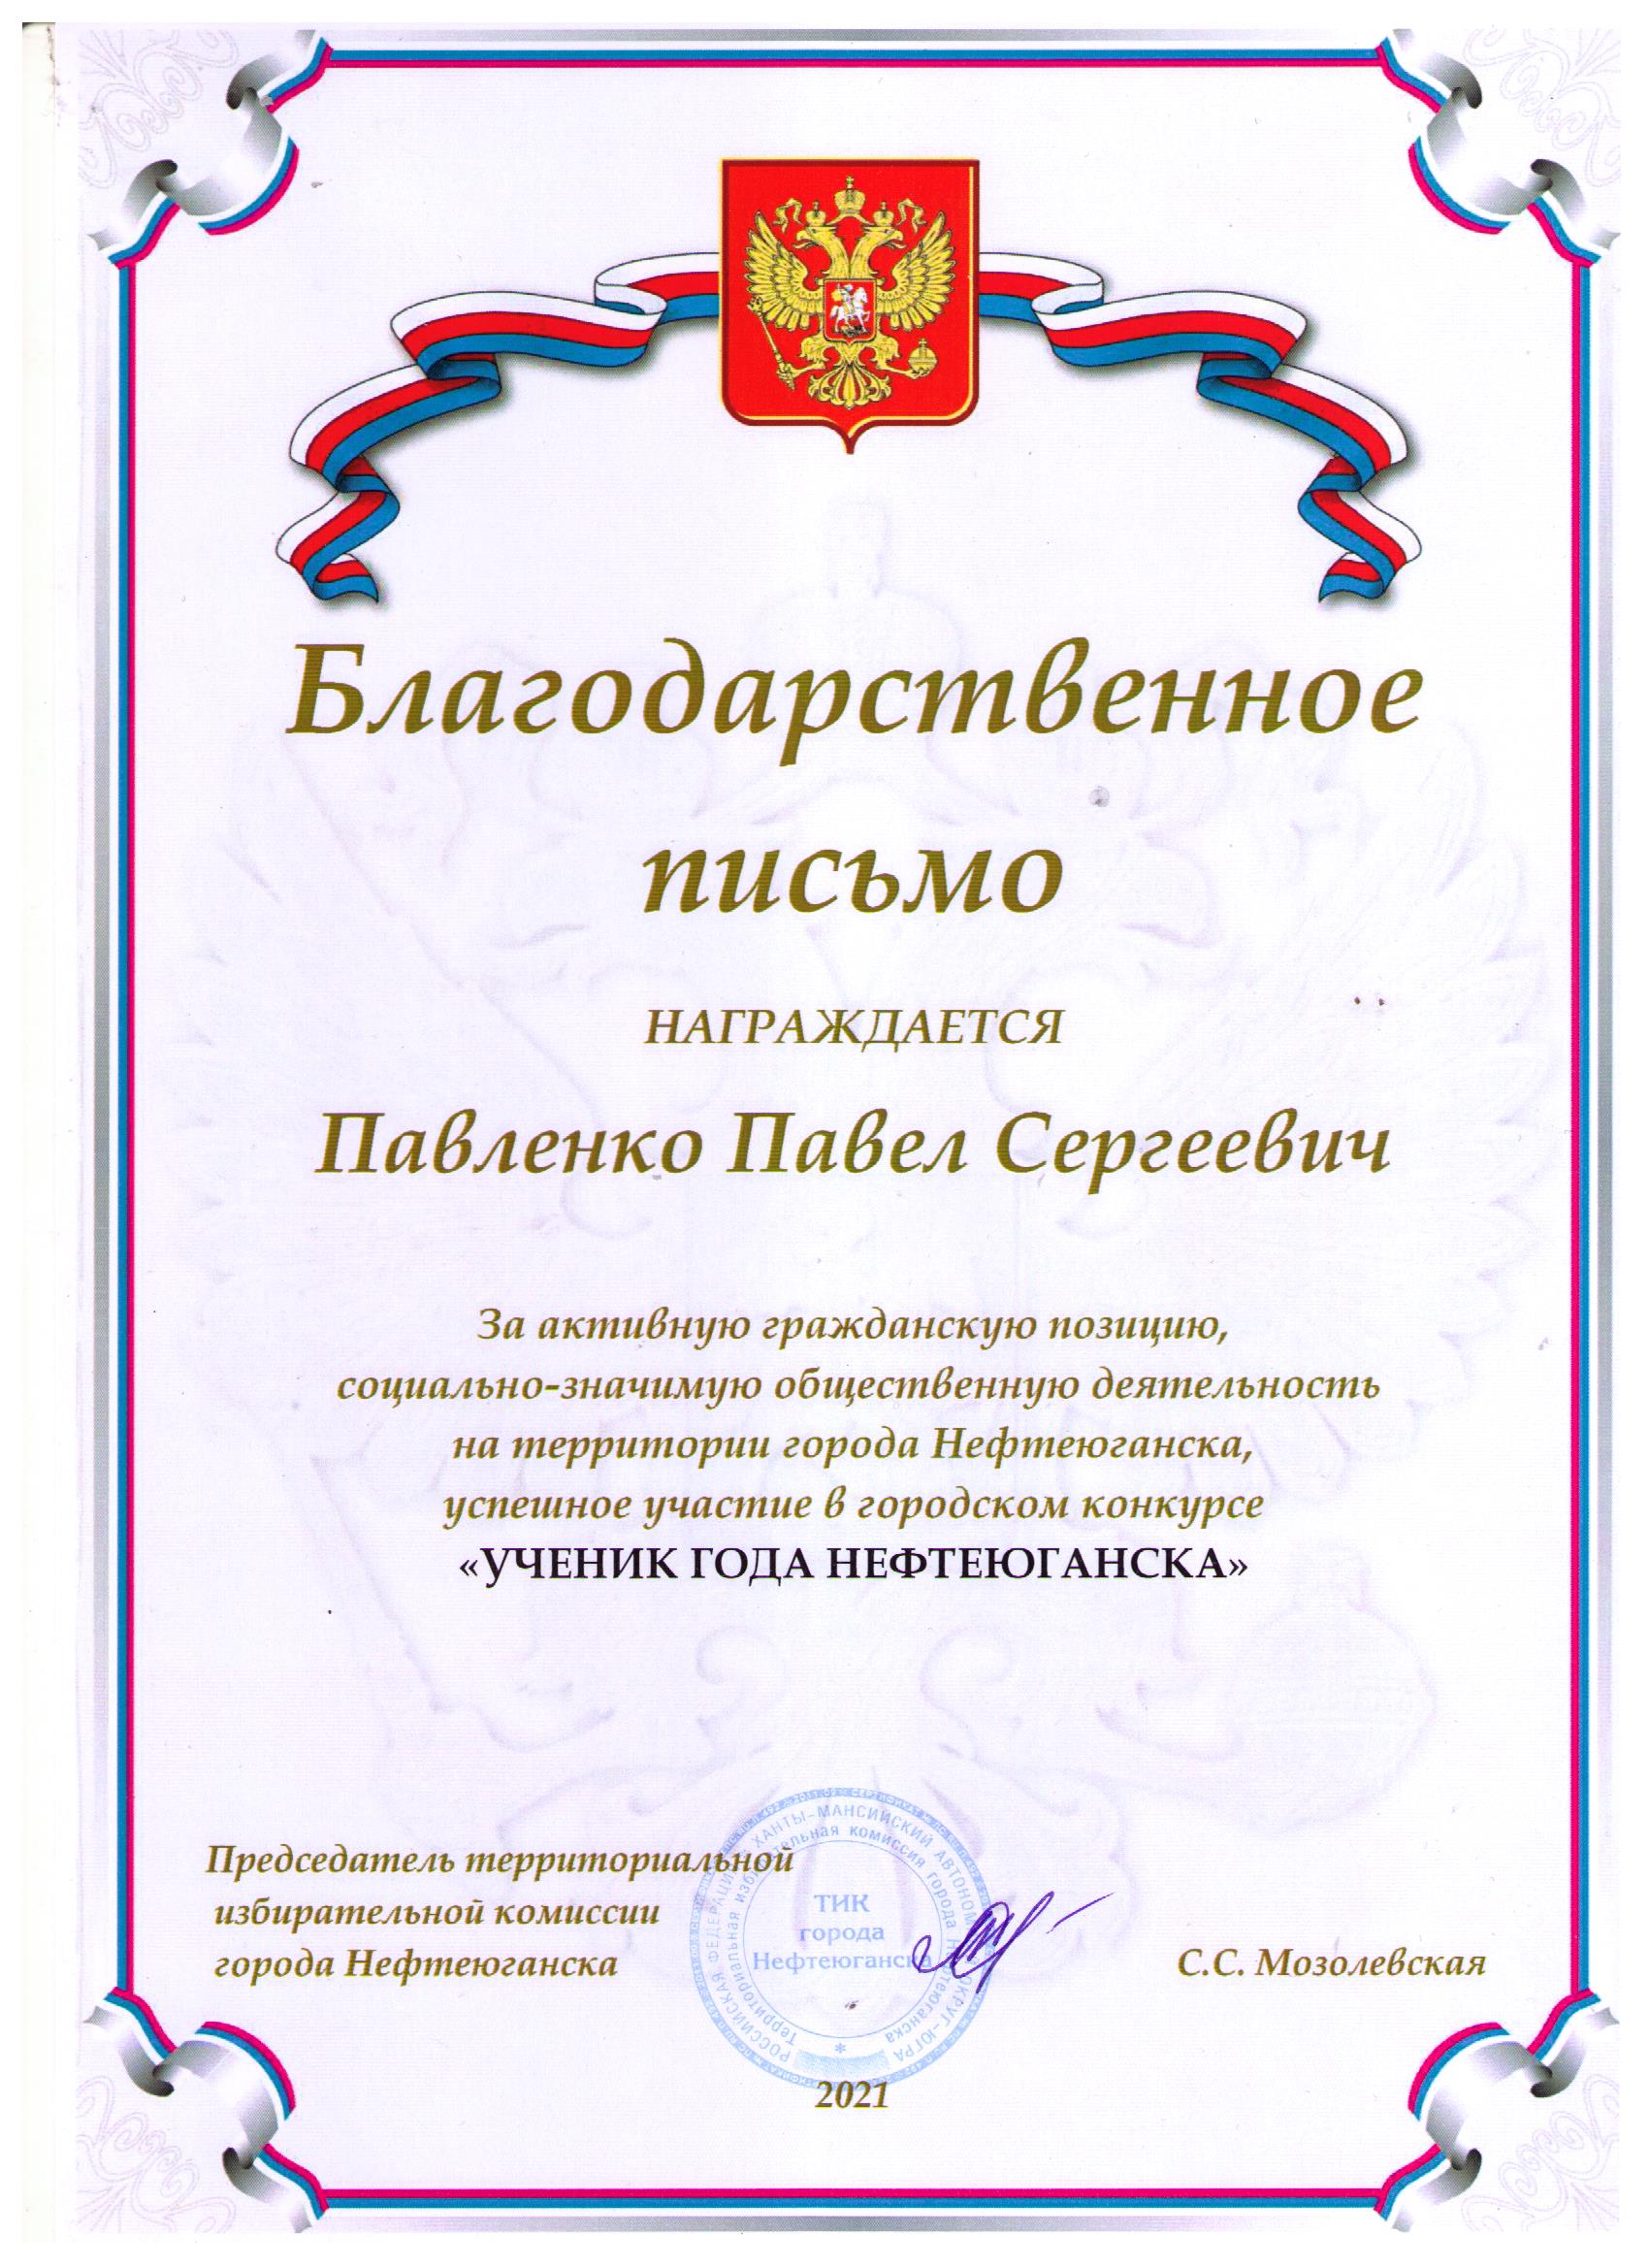 Благодарственное
письмо
НАГРАЖДАЕТСЯ
Павленко Павел Сергеевич
За активную гражданскую позицию,
социально-значимую общественную деятельность
на территории города Нефтеюганска,
успешное участие в городском конкурсе
«УЧЕНИК ГОДА НЕФТЕЮГАНСКА»
Председатель территориальной
избирательной комиссии
города Нефтеюганска
С.С. Мозолевская
РОССИЙСКАЯ ФЕДЕРАЦИЯ ХАНТЫ-МАНСИЙСКИЙ АВТОНОМНЫЙ ОКРУГ-ЮГРА
Территориальная избирательная комиссия города Нефтеюганска
ТИК
города
Нефтеюганска
2021